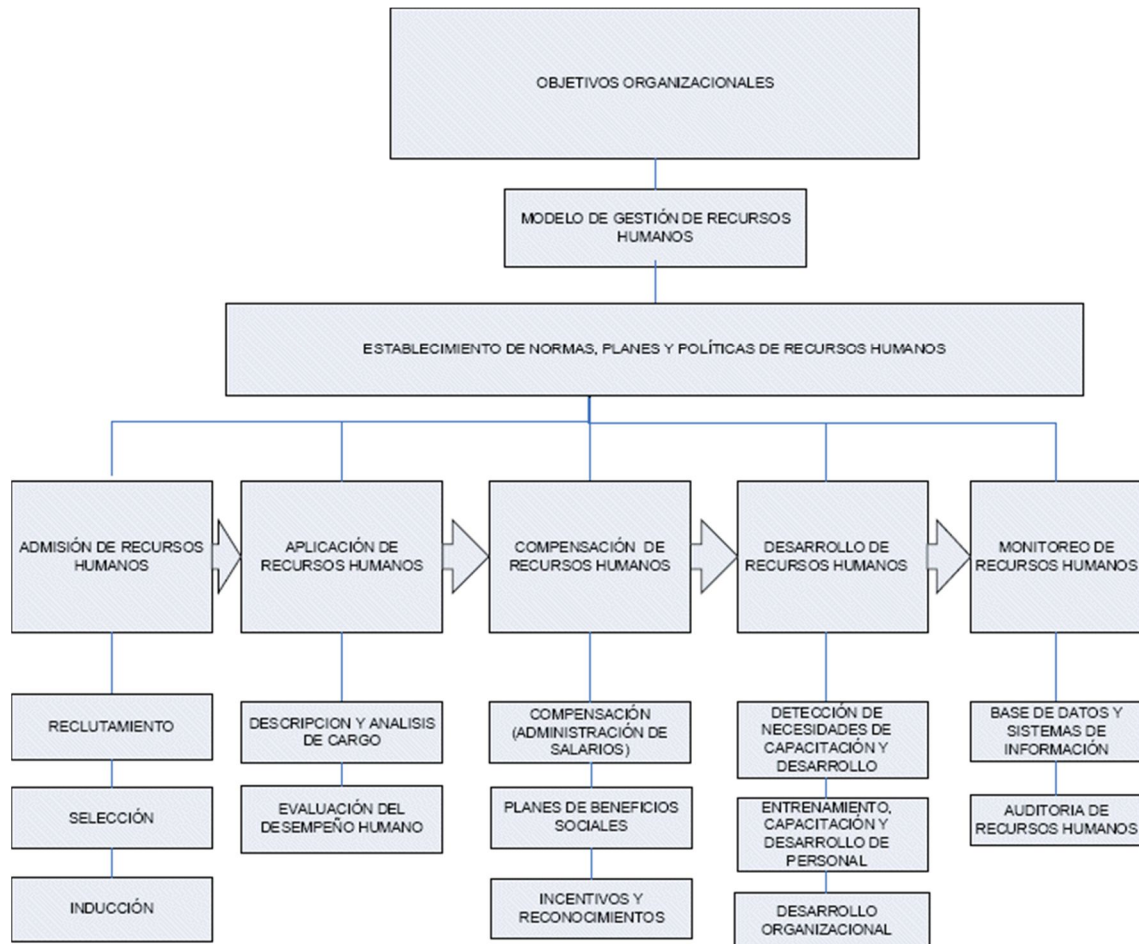 OBJETIVOS ORGANIZACIONALES
MODELO DE GESTIÓN DE RECURSOS
HUMANOS
ESTABLECIMIENTO DE NORMAS, PLANES Y POLÍTICAS DE RECURSOS HUMANOS
ADMISIÓN DE RECURSOS
HUMANOS
APLICACIÓN DE
RECURSOS HUMANOS
COMPENSACIÓN DE
RECURSOS HUMANOS
DESARROLLO DE
RECURSOS HUMANOS
MONITOREO DE
RECURSOS HUMANOS
RECLUTAMIENTO
SELECCIÓN
INDUCCIÓN
DESCRIPCION Y ANALISIS
DE CARGO
EVALUACIÓN DEL
DESEMPEÑO HUMANO
COMPENSACIÓN
(ADMINISTRACIÓN DE
SALARIOS)
PLANES DE BENEFICIOS
SOCIALES
INCENTIVOS Y
RECONOCIMIENTOS
DETECCIÓN DE
NECESIDADES DE
CAPACITACIÓN Y
DESARROLLO
ENTRENAMIENTO,
CAPACITACIÓN Y
DESARROLLO DE
PERSONAL
DESARROLLO
ORGANIZACIONAL
BASE DE DATOS Y
SISTEMAS DE
INFORMACIÓN
AUDITORIA DE
RECURSOS HUMANOS